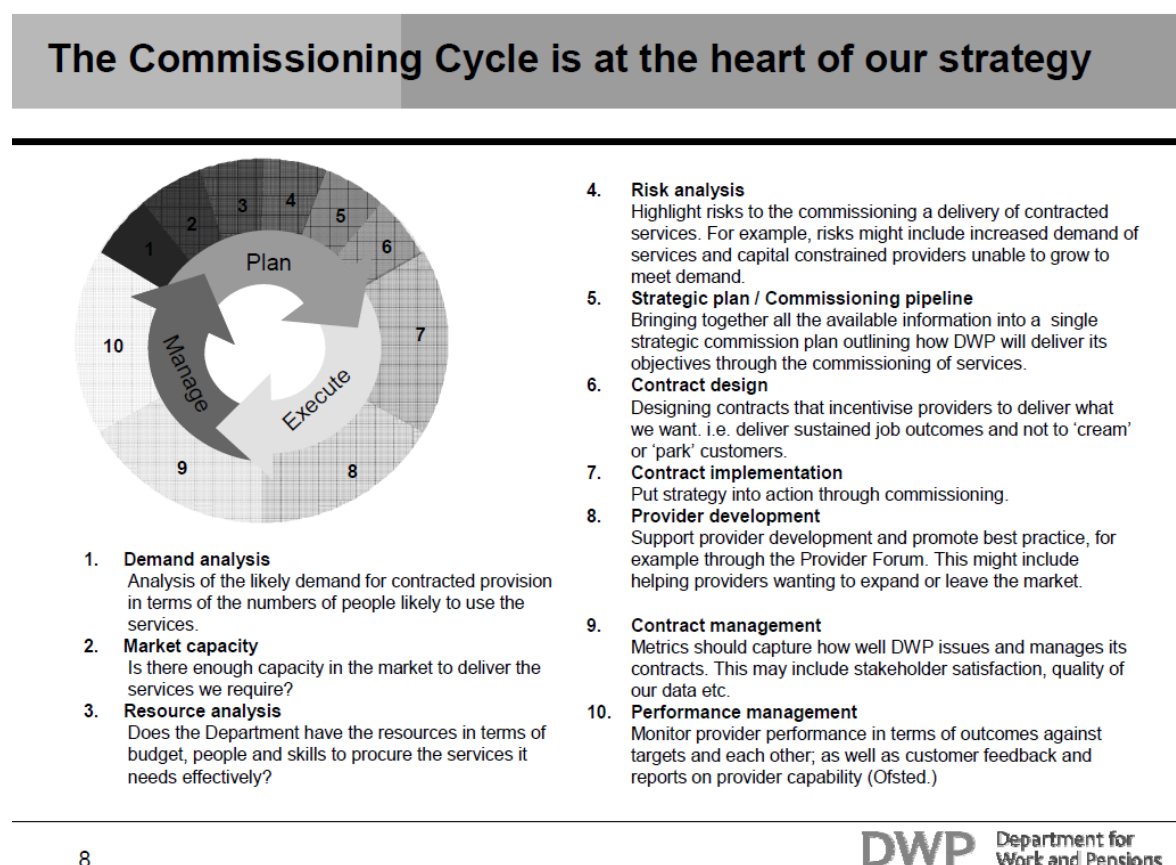 The Commissioning Cycle is at the heart of our strategy
1
2
3
4
5
6
7
8
9
10
Plan
Execute
Manage
1. Demand analysis
Analysis of the likely demand for contracted provision
in terms of the numbers of people likely to use the
services.
2. Market capacity
Is there enough capacity in the market to deliver the
services we require?
3. Resource analysis
Does the Department have the resources in terms of
budget, people and skills to procure the services it
needs effectively?
4. Risk analysis
Highlight risks to the commissioning a delivery of contracted
services. For example, risks might include increased demand of
services and capital constrained providers unable to grow to
meet demand.
5. Strategic plan / Commissioning pipeline
Bringing together all the available information into a single
strategic commission plan outlining how DWP will deliver its
objectives through the commissioning of services.
6. Contract design
Designing contracts that incentivise providers to deliver what
we want. i.e. deliver sustained job outcomes and not to ‘cream’
or ‘park’ customers.
7. Contract implementation
Put strategy into action through commissioning.
8. Provider development
Support provider development and promote best practice, for
example through the Provider Forum. This might include
helping providers wanting to expand or leave the market.
9. Contract management
Metrics should capture how well DWP issues and manages its
contracts. This may include stakeholder satisfaction, quality of
our data etc.
10. Performance management
Monitor provider performance in terms of outcomes against
targets and each other; as well as customer feedback and
reports on provider capability (Ofsted.)
8
DWP
Department for
Work and Pensions